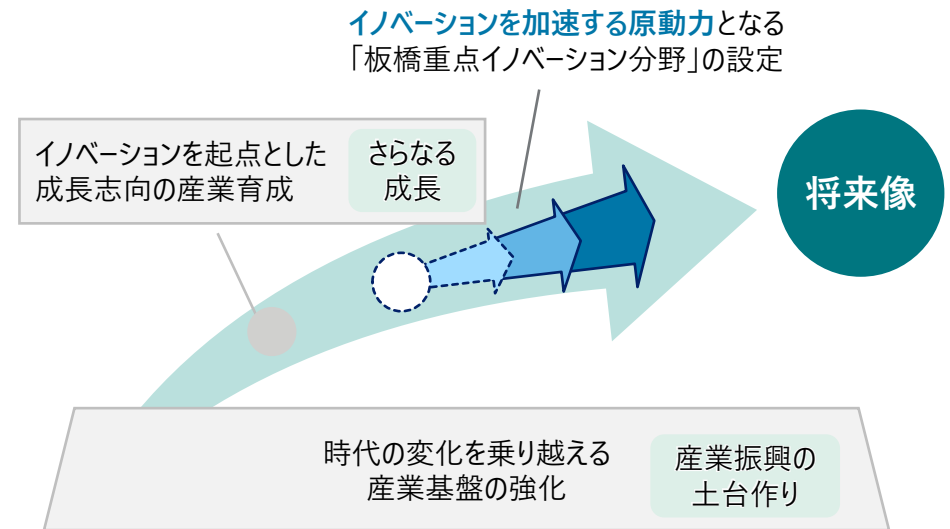 イノベーションを加速する原動力となる
「板橋重点イノベーション分野」の設定
イノベーションを起点とした
成長志向の産業育成
さらなる
成長
将来像
時代の変化を乗り越える
産業基盤の強化
産業振興の
土台作り